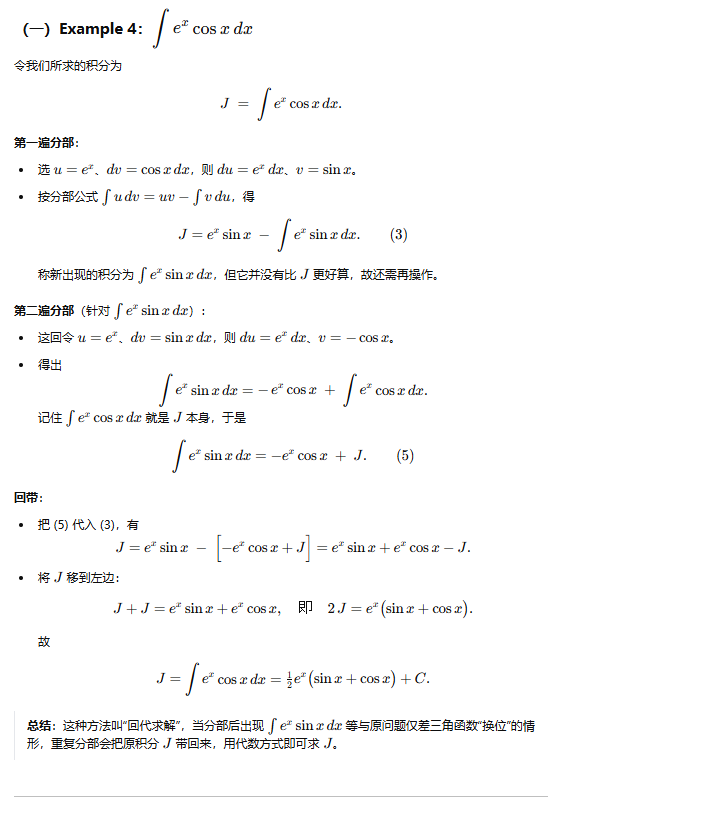 （一）Example 4：∫ e^x cos x dx
令我们所求的积分为
J = ∫ e^x cos x dx.
第一遍分部：
• 选 u = e^x、dv = cos x dx，则 du = e^x dx、v = sin x。
• 按分部公式 ∫ u dv = uv − ∫ v du，得
J = e^x sin x − ∫ e^x sin x dx. (3)
称新出现的积分为 ∫ e^x sin x dx，但它并没有比 J 更好算，故还需再操作。
第二遍分部（针对 ∫ e^x sin x dx）：
• 这回令 u = e^x、dv = sin x dx，则 du = e^x dx、v = − cos x。
• 得出
∫ e^x sin x dx = −e^x cos x + ∫ e^x cos x dx.
记住 ∫ e^x cos x dx 就是 J 本身，于是
∫ e^x sin x dx = −e^x cos x + J. (5)
回带：
• 把 (5) 代入 (3)，有
J = e^x sin x − [−e^x cos x + J] = e^x sin x + e^x cos x − J.
• 将 J 移到左边：
J + J = e^x sin x + e^x cos x, 即 2 J = e^x (sin x + cos x).
故
J = ∫ e^x cos x dx = ½ e^x (sin x + cos x) + C.
总结：这种方法叫“回代求解”，当分部后出现 ∫ e^x sin x dx 等与原问题仅差三角函数“换位”的情
形，重复分部会把原积分 J 带回来，用代数方式即可求 J。